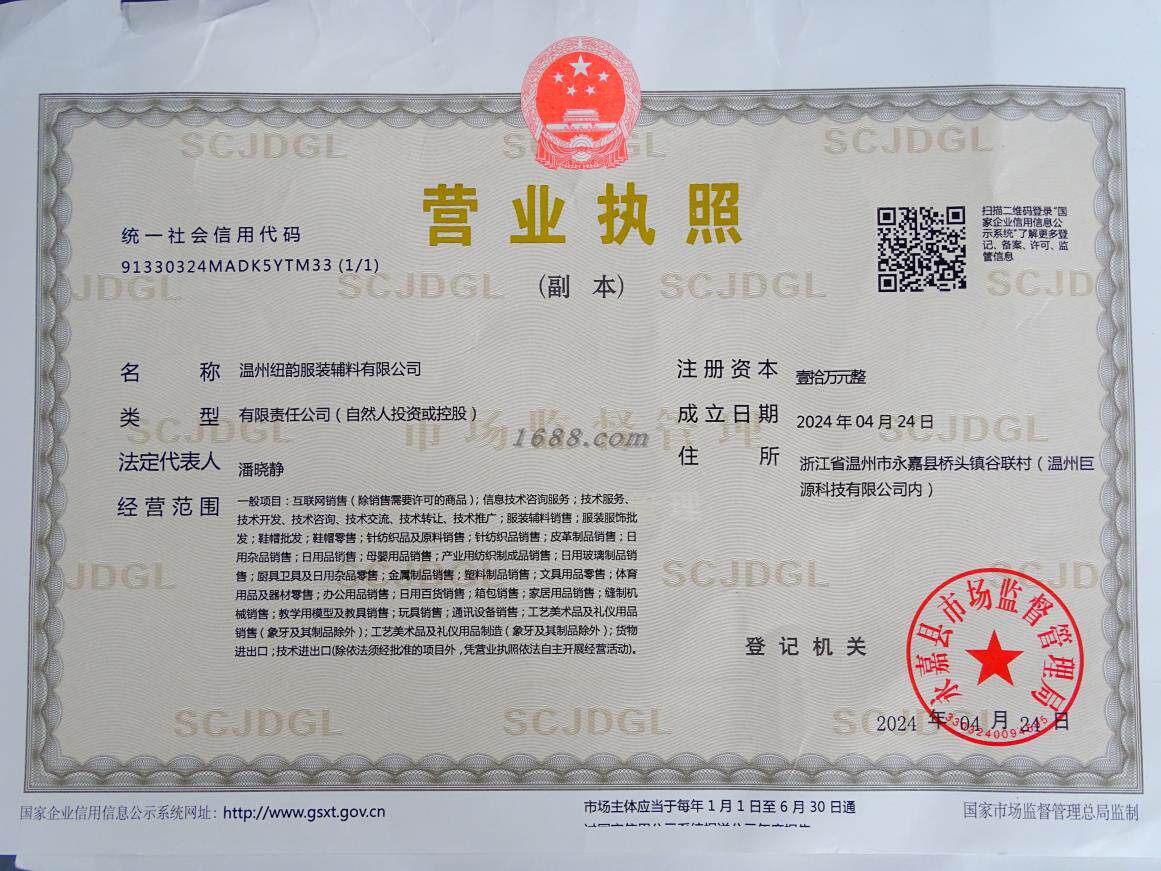 SCJDGL SCJDGL SCJDGL
营业执照
(副 本)
统一社会信用代码
91330324MADK5YTM33 (1/1)
扫描二维码登录“国
家企业信用信息公
示系统”了解更多登
记、备案、许可、监
管信息
JDGL SCJDGL SCJDGL SCJD
名 称 温州纽韵服装辅料有限公司
类 型 有限责任公司（自然人投资或控股）
法定代表人 潘晓静
经营范围 一般项目：互联网销售（除销售需要许可的商品）；信息技术咨询服务；技术服务、
技术开发、技术咨询、技术交流、技术转让、技术推广；服装辅料销售；服装服饰批
发；鞋帽批发；鞋帽零售；针纺织品及原料销售；针纺织品销售；皮革制品销售；日
用杂品销售；日用品销售；母婴用品销售；产业用纺织制成品销售；日用玻璃制品销
售；厨具卫具及日用杂品零售；金属制品销售；塑料制品销售；文具用品零售；体育
用品及器材零售；办公用品销售；日用百货销售；箱包销售；家居用品销售；缝制机
械销售；教学用模型及教具销售；玩具销售；通讯设备销售；工艺美术品及礼仪用品
销售（象牙及其制品除外）；工艺美术品及礼仪用品制造（象牙及其制品除外）；货物
进出口；技术进出口(除依法须经批准的项目外，凭营业执照依法自主开展经营活动)。
注册资本 壹拾万元整
成立日期 2024年04月24日
住 所 浙江省温州市永嘉县桥头镇谷联村（温州巨
源科技有限公司内）
SCJDGL 市场监督管理 SCJDGL
1688.com
JDGL SCJDGL SCJD
登记机关
永嘉县市场监督管理局
2024 年 04 月 24 日
SCJDGL SCJDGL SCJDGL
国家企业信用信息公示系统网址：http://www.gsxt.gov.cn
市场主体应当于每年1月1日至6月30日通
国家市场监督管理总局监制